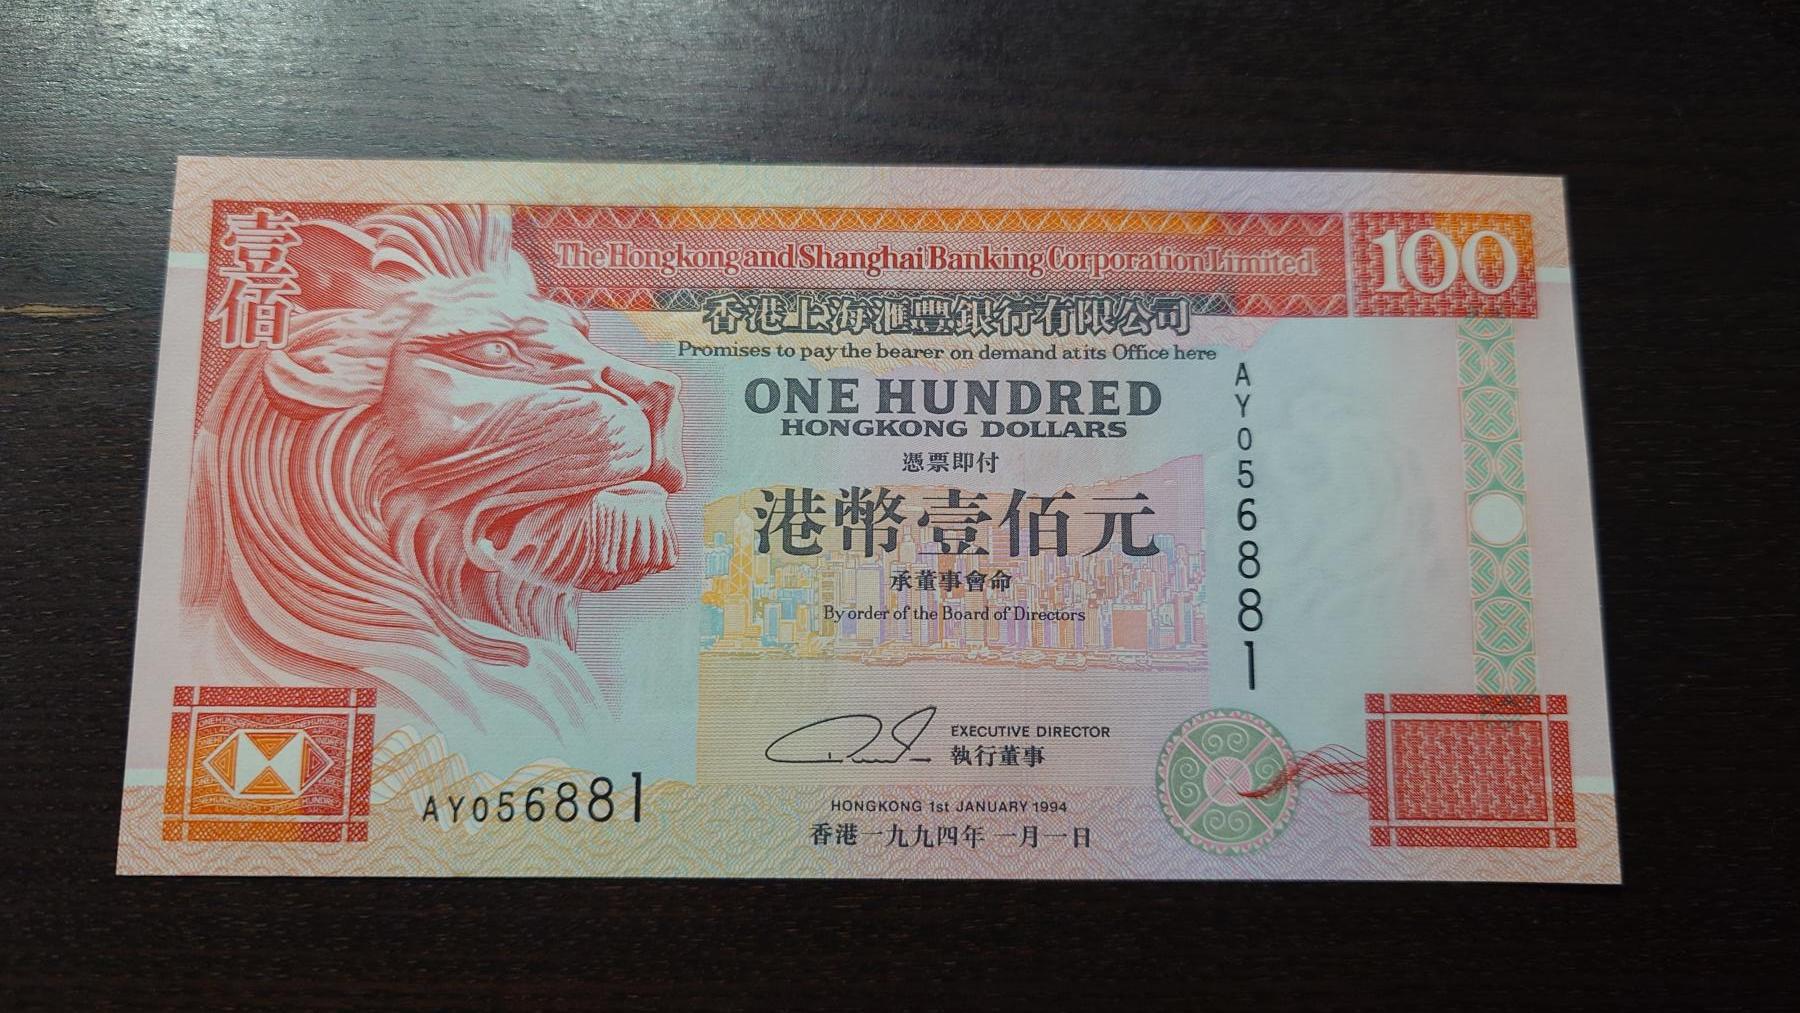 壹佰
The Hongkong and Shanghai Banking Corporation Limited
100
香港上海滙豐銀行有限公司
Promises to pay the bearer on demand at its Office here
ONE HUNDRED
HONGKONG DOLLARS
憑票即付
港幣壹佰元
承董事會命
By order of the Board of Directors
AY056881
EXECUTIVE DIRECTOR
執行董事
AY056881
HONGKONG 1st JANUARY 1994
香港一九九四年一月一日